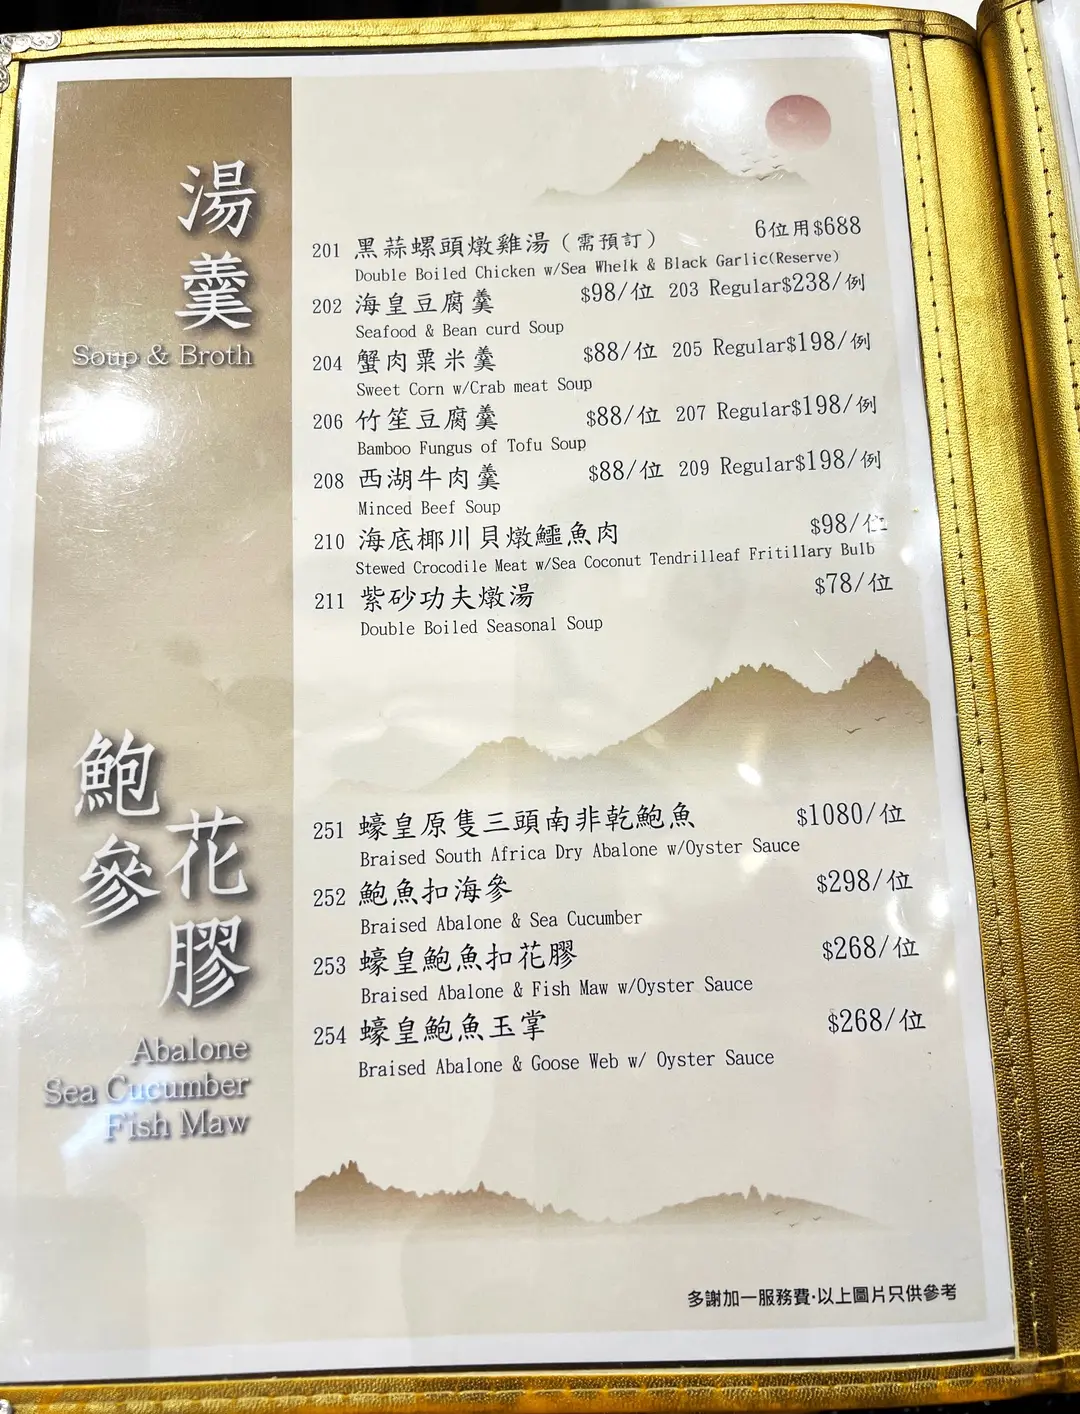 湯羹
Soup & Broth
201 黑蒜螺頭燉雞湯（需預訂） 6位用$688
Double Boiled Chicken w/Sea Whelk & Black Garlic(Reserve)
202 海皇豆腐羹 $98/位 203 Regular$238/例
Seafood & Bean curd Soup
204 蟹肉粟米羹 $88/位 205 Regular$198/例
Sweet Corn w/Crab meat Soup
206 竹笙豆腐羹 $88/位 207 Regular$198/例
Bamboo Fungus of Tofu Soup
208 西湖牛肉羹 $88/位 209 Regular$198/例
Minced Beef Soup
210 海底椰川貝燉鱷魚肉 $98/位
Stewed Crocodile Meat w/Sea Coconut Tendrilleaf Fritillary Bulb
211 紫砂功夫燉湯 $78/位
Double Boiled Seasonal Soup
鮑參
花膠
Abalone
Sea Cucumber
Fish Maw
251 蠔皇原隻三頭南非乾鮑魚 $1080/位
Braised South Africa Dry Abalone w/Oyster Sauce
252 鮑魚扣海參 $298/位
Braised Abalone & Sea Cucumber
253 蠔皇鮑魚扣花膠 $268/位
Braised Abalone & Fish Maw w/Oyster Sauce
254 蠔皇鮑魚玉掌 $268/位
Braised Abalone & Goose Web w/ Oyster Sauce
多謝加一服務費·以上圖片只供參考